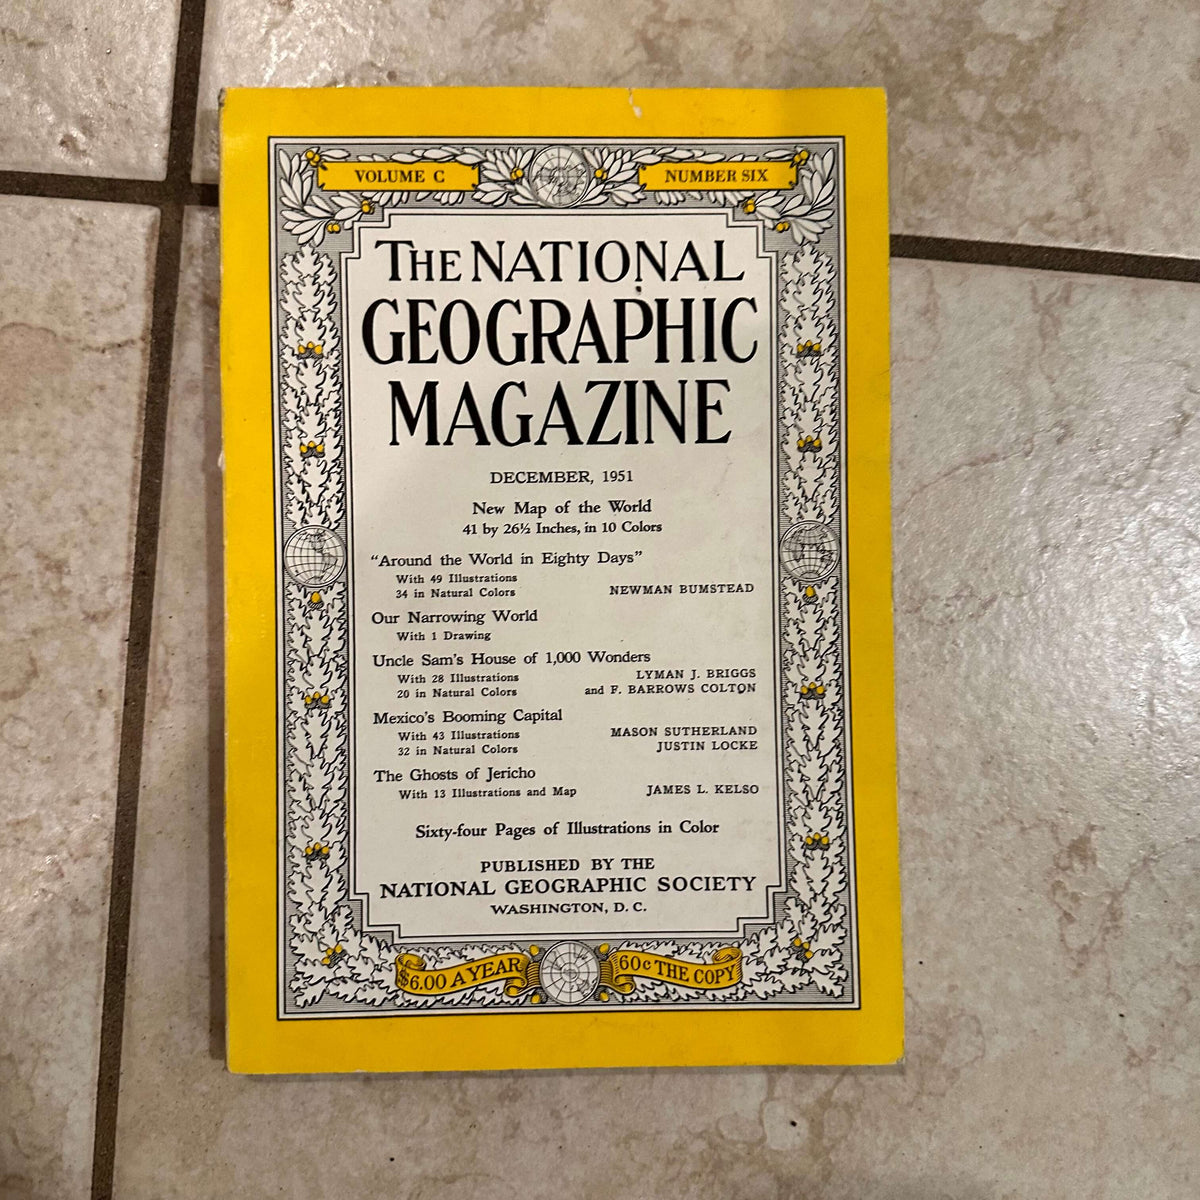 VOLUME C
NUMBER SIX
THE NATIONAL
GEOGRAPHIC
MAGAZINE
DECEMBER, 1951
New Map of the World
41 by 26½ Inches, in 10 Colors
"Around the World in Eighty Days"
With 49 Illustrations
34 in Natural Colors NEWMAN BUMSTEAD
Our Narrowing World
With 1 Drawing
Uncle Sam's House of 1,000 Wonders
With 28 Illustrations LYMAN J. BRIGGS
20 in Natural Colors and F. BARROWS COLTON
Mexico's Booming Capital
With 43 Illustrations MASON SUTHERLAND
32 in Natural Colors JUSTIN LOCKE
The Ghosts of Jericho
With 13 Illustrations and Map JAMES L. KELSO
Sixty-four Pages of Illustrations in Color
PUBLISHED BY THE
NATIONAL GEOGRAPHIC SOCIETY
WASHINGTON, D. C.
$6.00 A YEAR
60c THE COPY